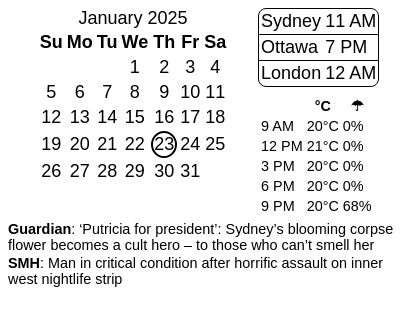 January 2025
Su Mo Tu We Th Fr Sa
1 2 3 4
5 6 7 8 9 10 11
12 13 14 15 16 17 18
19 20 21 22 23 24 25
26 27 28 29 30 31
Sydney 11 AM
Ottawa 7 PM
London 12 AM
°C ☂
9 AM 20°C 0%
12 PM 21°C 0%
3 PM 20°C 0%
6 PM 20°C 0%
9 PM 20°C 68%
Guardian: ‘Putricia for president’: Sydney’s blooming corpse
flower becomes a cult hero – to those who can’t smell her
SMH: Man in critical condition after horrific assault on inner
west nightlife strip